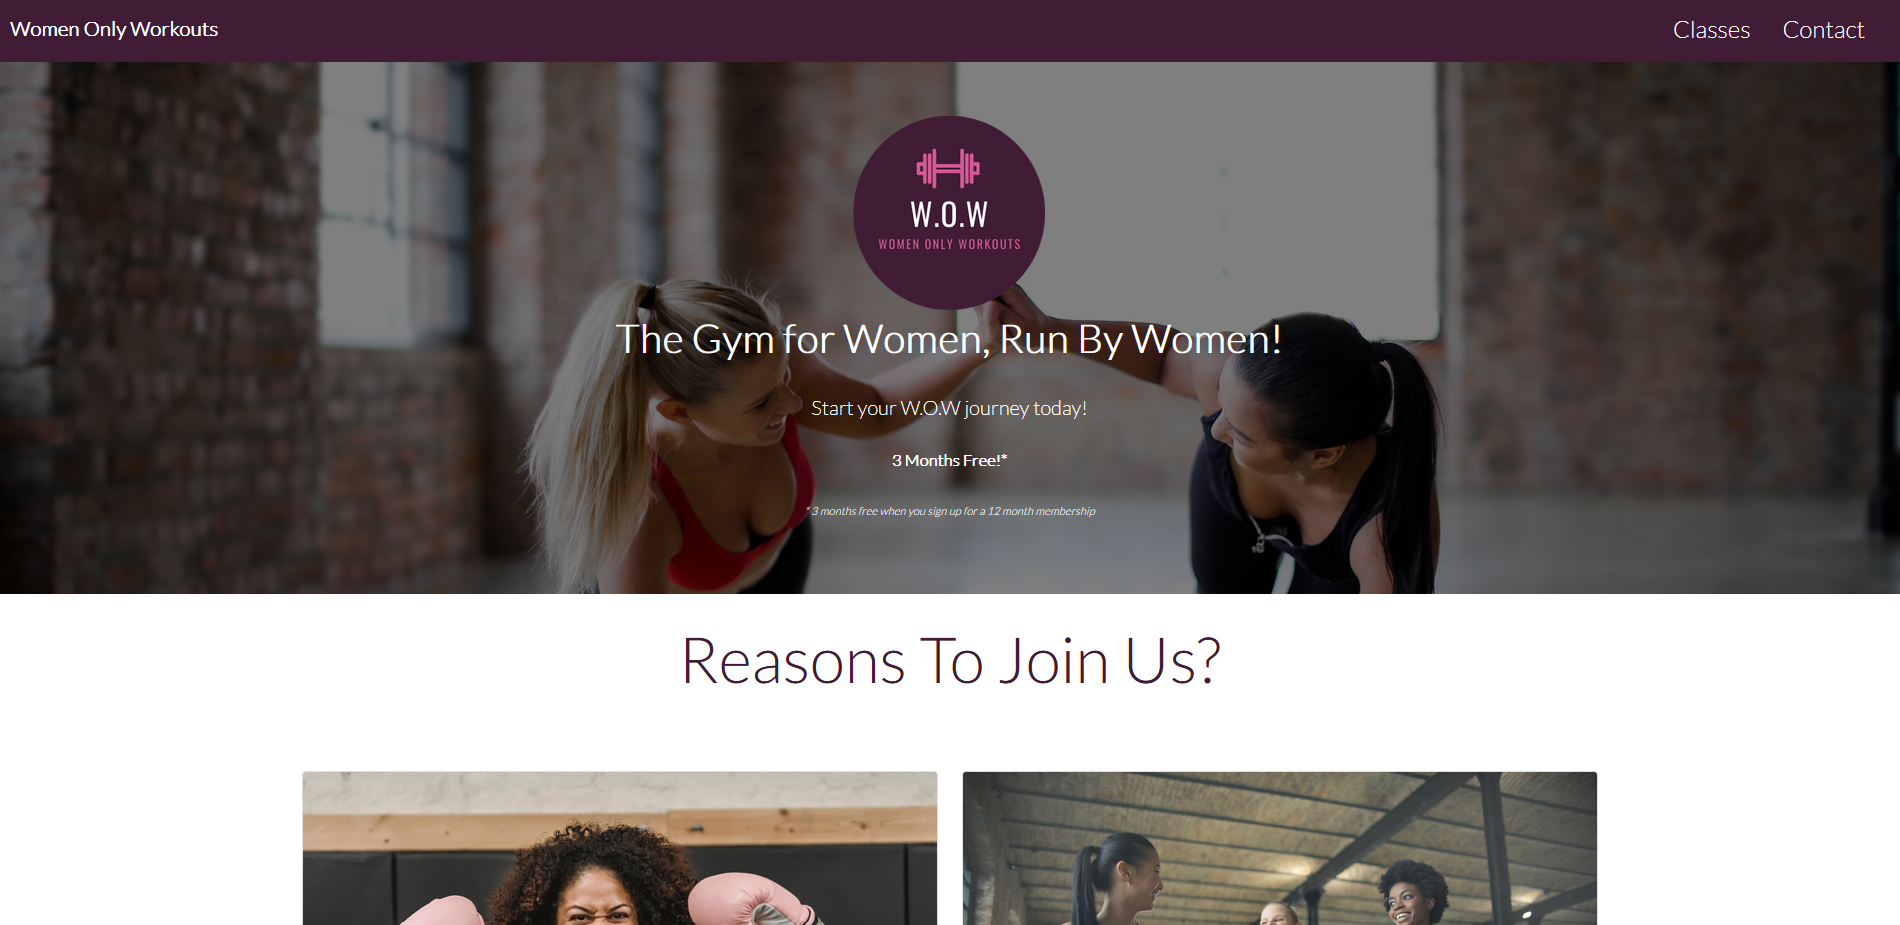 Women Only Workouts
Classes
Contact
W.O.W
WOMEN ONLY WORKOUTS
The Gym for Women, Run By Women!
Start your W.O.W journey today!
3 Months Free!*
* 3 months free when you sign up for a 12 month membership
Reasons To Join Us?